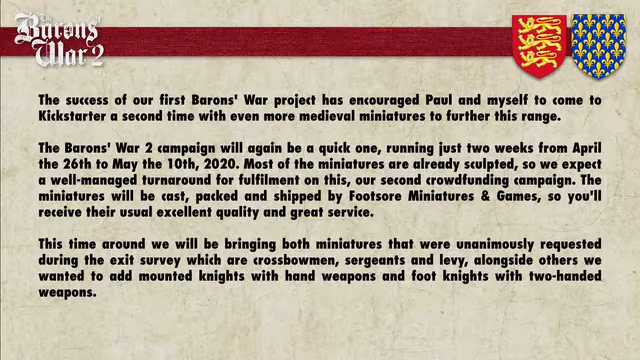 The
Barons'
War 2
The success of our first Barons' War project has encouraged Paul and myself to come to
Kickstarter a second time with even more medieval miniatures to further this range.
The Barons' War 2 campaign will again be a quick one, running just two weeks from April
the 26th to May the 10th, 2020. Most of the miniatures are already sculpted, so we expect
a well-managed turnaround for fulfilment on this, our second crowdfunding campaign. The
miniatures will be cast, packed and shipped by Footsore Miniatures & Games, so you'll
receive their usual excellent quality and great service.
This time around we will be bringing both miniatures that were unanimously requested
during the exit survey which are crossbowmen, sergeants and levy, alongside others we
wanted to add mounted knights with hand weapons and foot knights with two-handed
weapons.